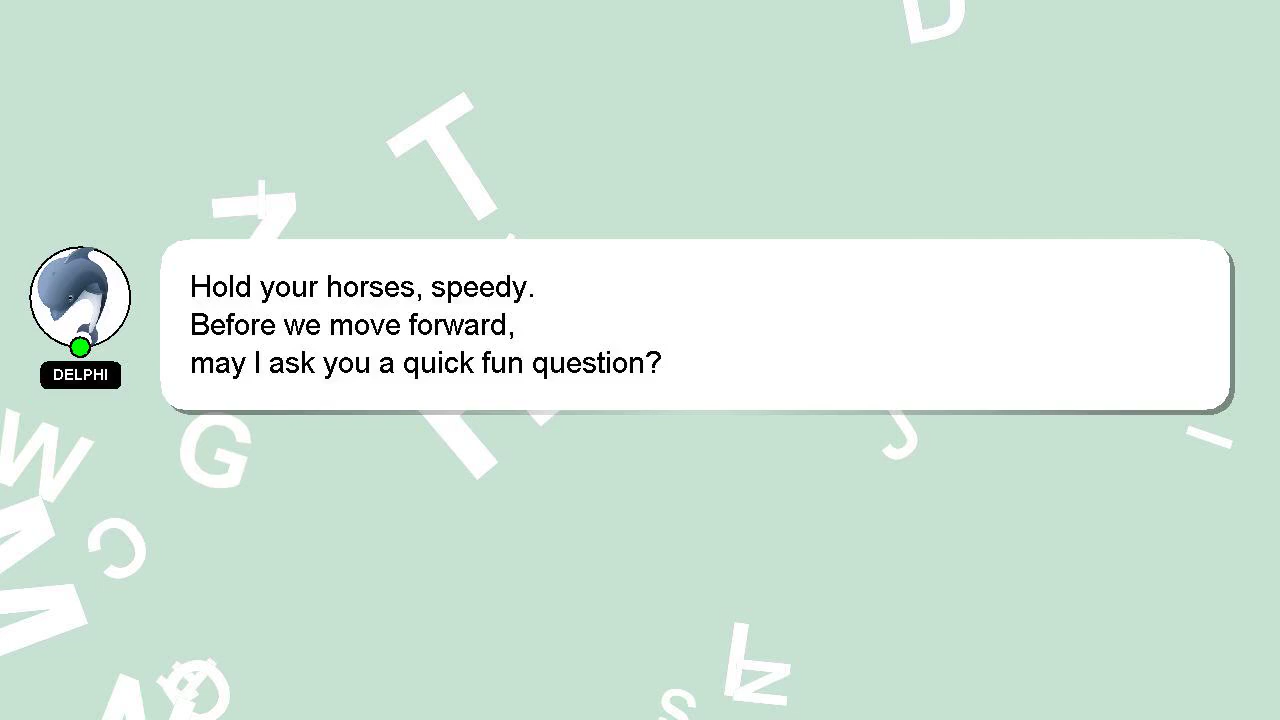 Hold your horses, speedy.
Before we move forward,
may I ask you a quick fun question?
DELPHI